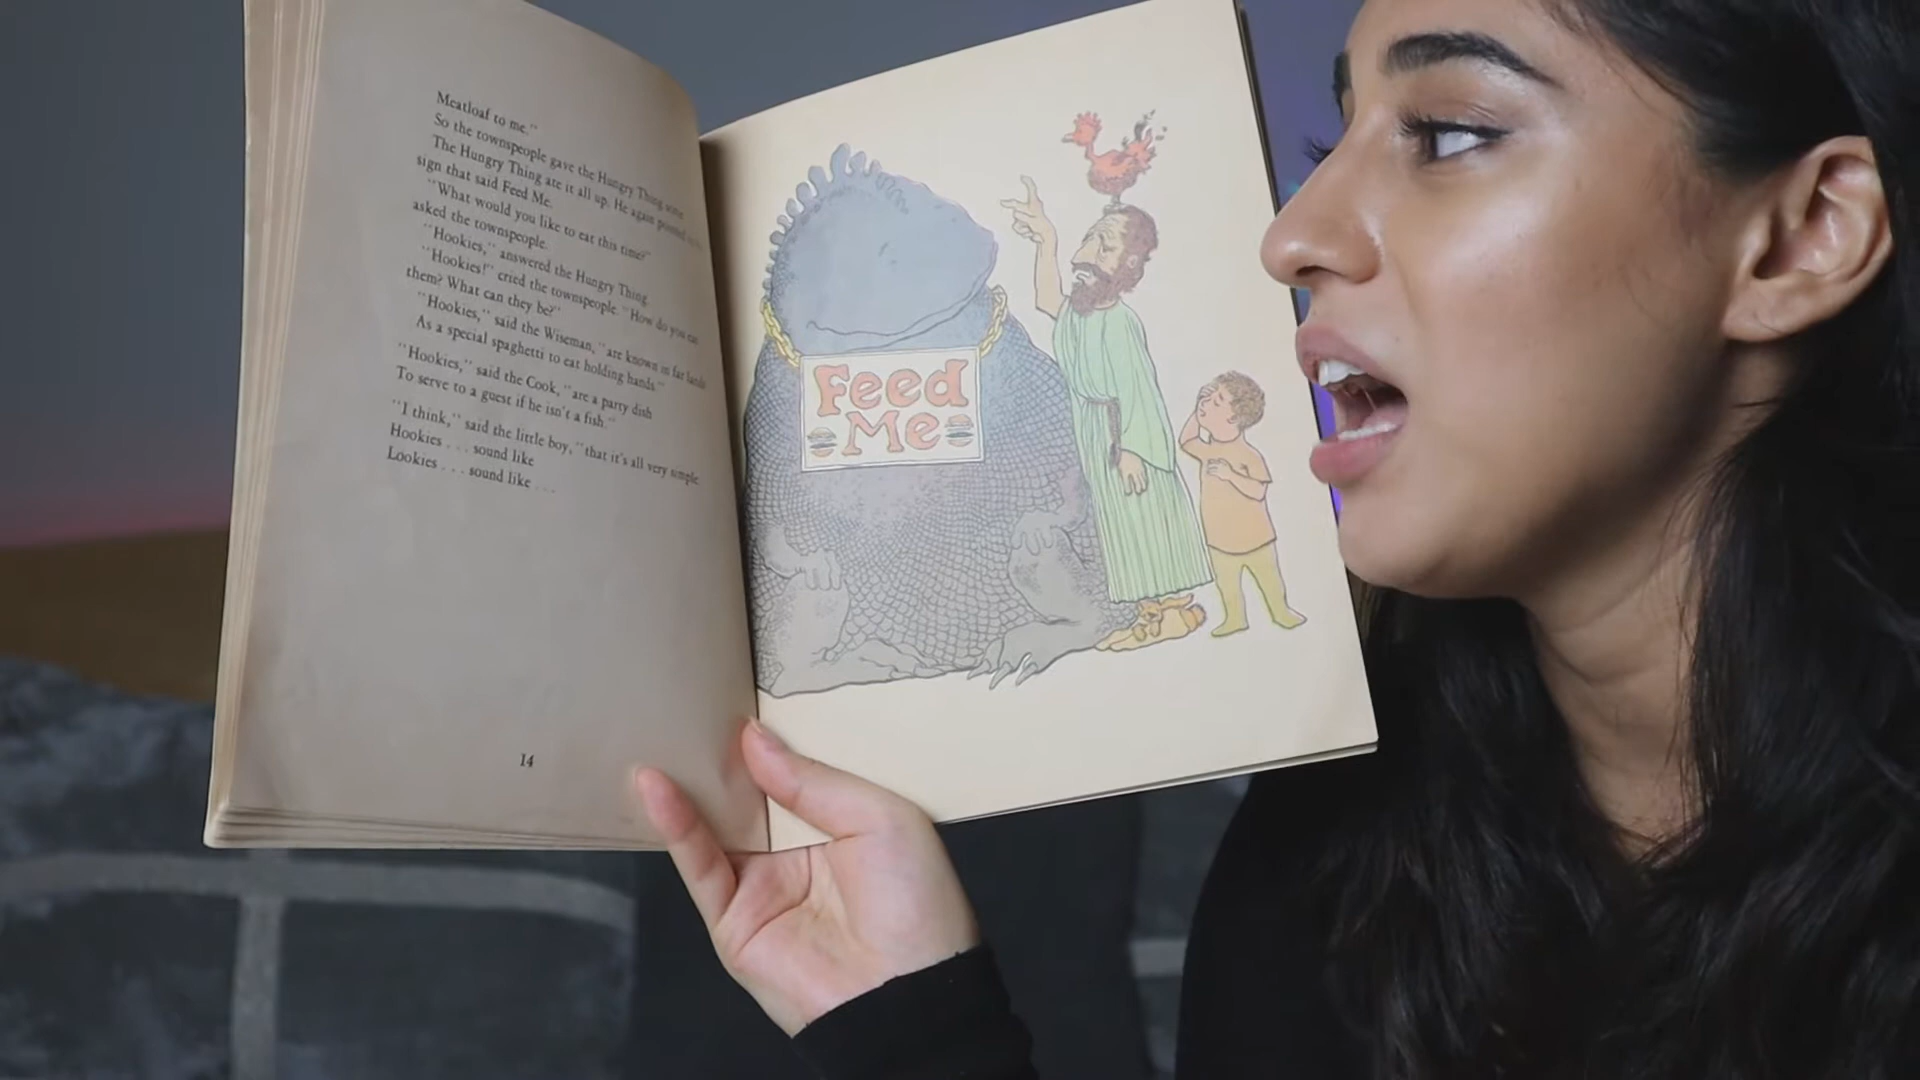 Meatloaf to me."
So the townspeople gave the Hungry Thing some
The Hungry Thing ate it all up. He again pointed to
sign that said Feed Me.
"What would you like to eat this time?"
asked the townspeople.
"Hookies," answered the Hungry Thing.
"Hookies!" cried the townspeople. "How do you eat
them? What can they be?"
"Hookies," said the Wiseman, "are known in far lands
As a special spaghetti to eat holding hands."
"Hookies," said the Cook, "are a party dish
To serve to a guest if he isn't a fish."
"I think," said the little boy, "that it's all very simple.
Hookies . . . sound like
Lookies . . . sound like . . .
14
Feed
Me